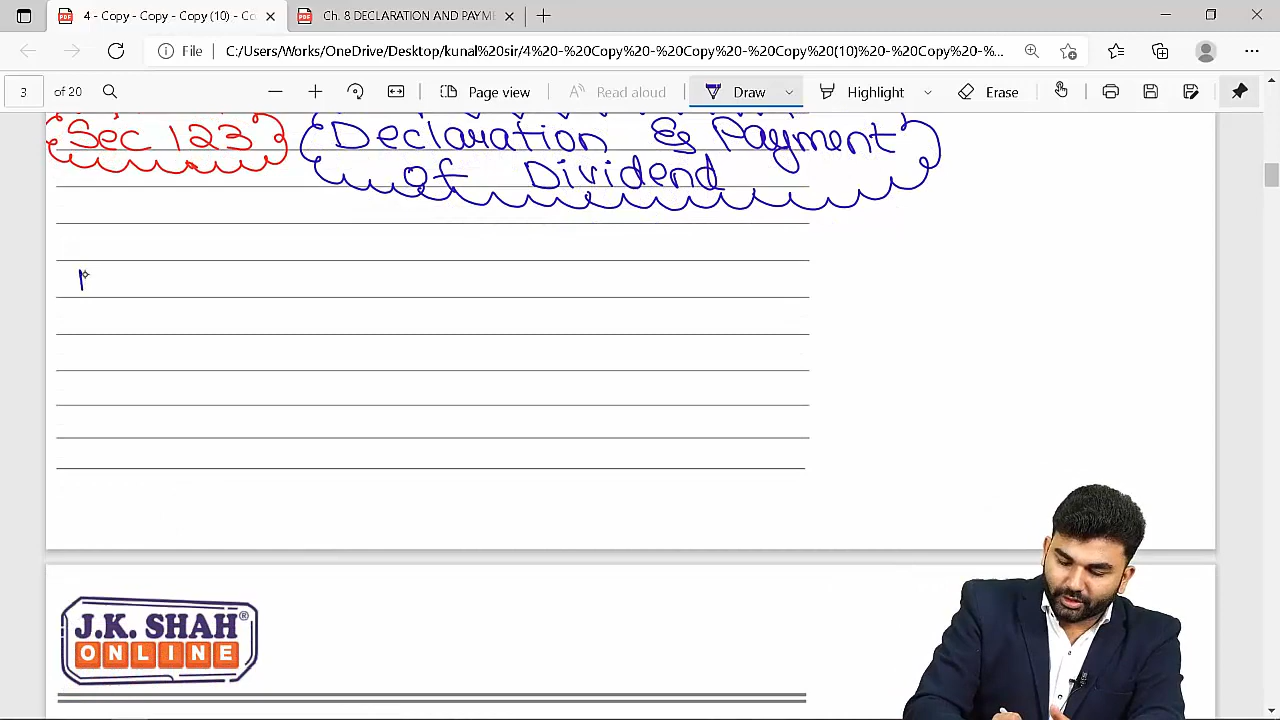 4 - Copy - Copy - Copy (10) - Co
Ch. 8 DECLARATION AND PAYM
File
C:/Users/Works/OneDrive/Desktop/kunal%20sir/4%20-%20Copy%20-%20Copy%20-%20Copy%20(10)%20-%20Copy%20-%...
3 of 20
Page view
Read aloud
Draw
Highlight
Erase
Sec 123
Declaration & Payment
of Dividend
J.K. SHAH®
ONLINE